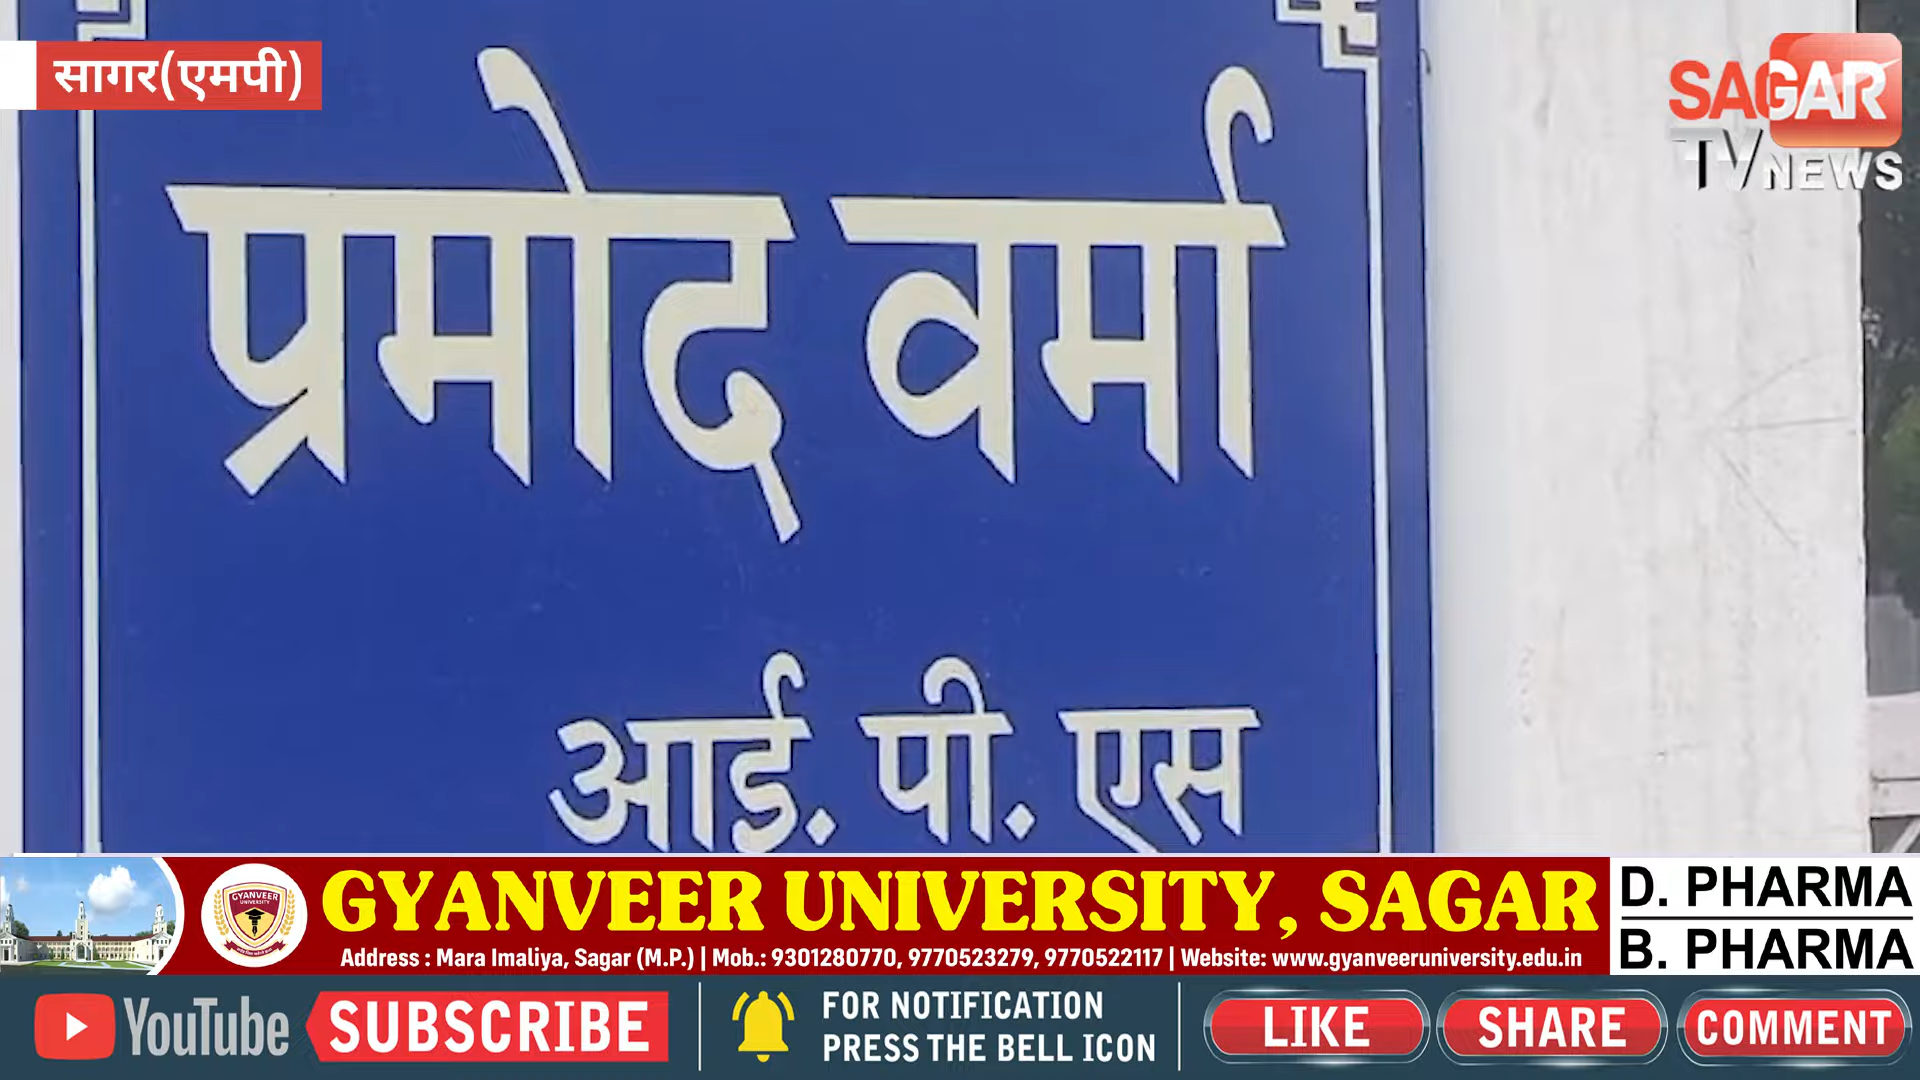 सागर(एमपी)
SAGAR
TV NEWS
प्रमोद वर्मा
आई. पी. एस
GYANVEER
UNIVERSITY
GYANVEER UNIVERSITY, SAGAR
Address : Mara Imaliya, Sagar (M.P.) | Mob.: 9301280770, 9770523279, 9770522117 | Website: www.gyanveeruniversity.edu.in
D. PHARMA
B. PHARMA
YouTube
SUBSCRIBE
FOR NOTIFICATION
PRESS THE BELL ICON
LIKE
SHARE
COMMENT